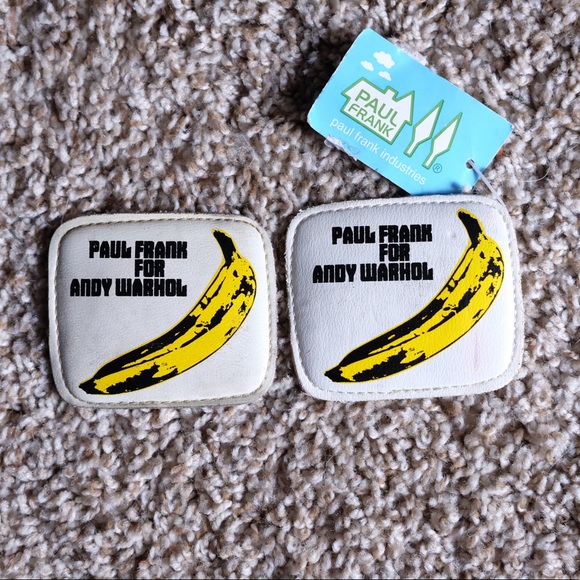 PAUL
FRANK
®
paul frank industries
PAUL FRANK
FOR
ANDY WARHOL
PAUL FRANK
FOR
ANDY WARHOL